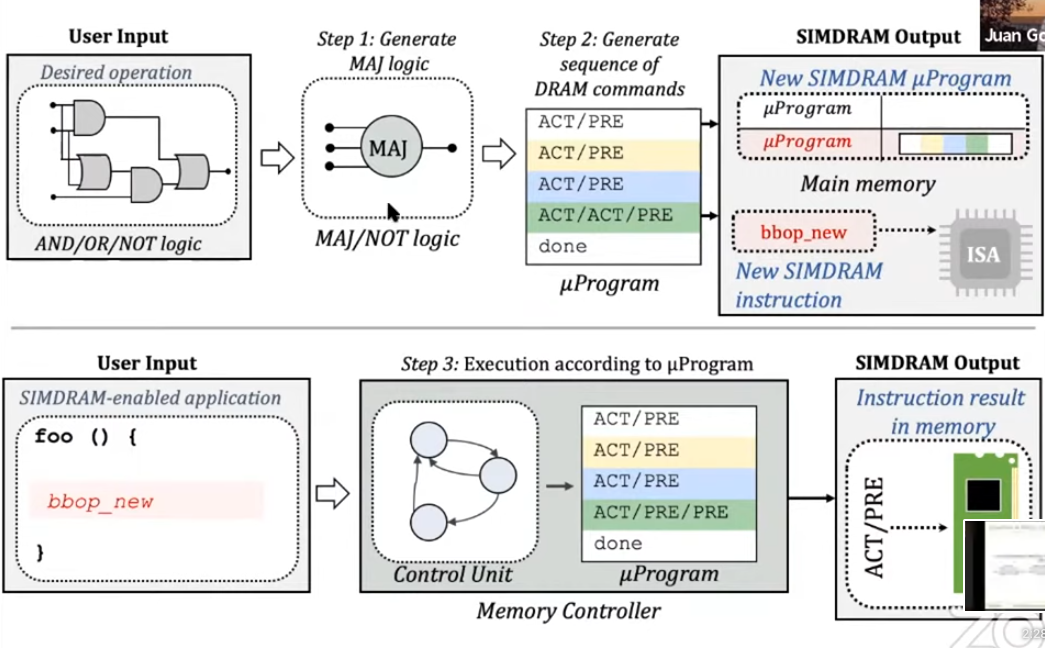 Juan Go
User Input
Step 1: Generate
MAJ logic
Step 2: Generate
sequence of
DRAM commands
SIMDRAM Output
Desired operation
AND/OR/NOT logic
MAJ
MAJ/NOT logic
ACT/PRE
ACT/PRE
ACT/PRE
ACT/ACT/PRE
done
μProgram
New SIMDRAM μProgram
μProgram
μProgram
Main memory
bbop_new
ISA
New SIMDRAM
instruction
User Input
SIMDRAM-enabled application
foo () {
bbop_new
}
Step 3: Execution according to μProgram
Control Unit
ACT/PRE
ACT/PRE
ACT/PRE
ACT/PRE/PRE
done
μProgram
Memory Controller
SIMDRAM Output
Instruction result
in memory
ACT/PRE